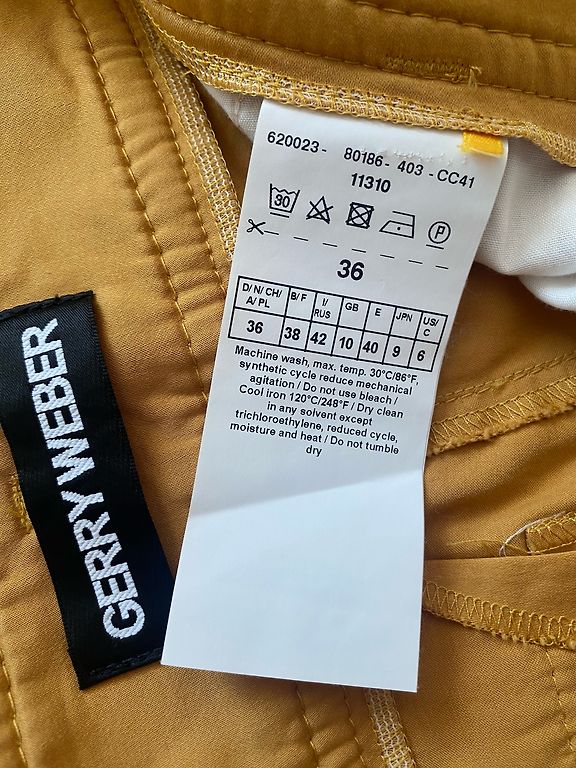 620023- 80186- 403 - CC41
11310
30 P
36
D/ N/ CH/ A/ PL B/ F I/ RUS GB E JPN US/ C
36 38 42 10 40 9 6
Machine wash, max. temp. 30°C/86°F,
synthetic cycle reduce mechanical
agitation / Do not use bleach /
Cool iron 120°C/248°F / Dry clean
in any solvent except
trichloroethylene, reduced cycle,
moisture and heat / Do not tumble
dry
GERRY WEBER